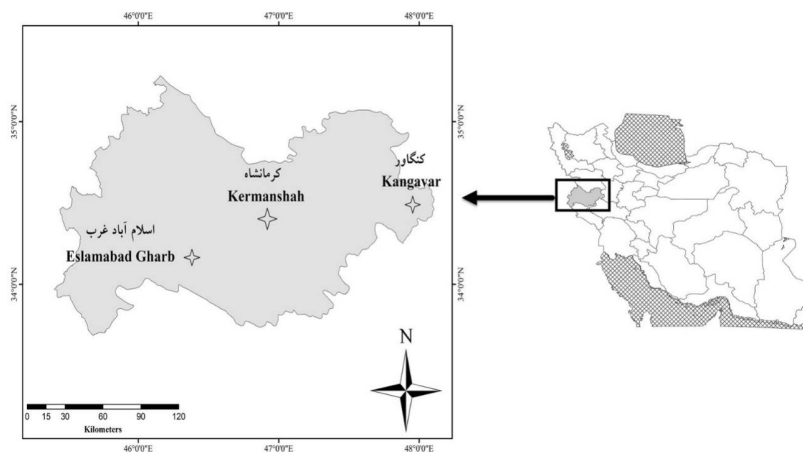 46°0'0"E
47°0'0"E
48°0'0"E
35°0'0"N
35°0'0"N
کرمانشاه
Kermanshah
کنگاور
Kangavar
اسلام آباد غرب
Eslamabad Gharb
34°0'0"N
34°0'0"N
N
0 15 30 60 90 120
Kilometers
46°0'0"E
47°0'0"E
48°0'0"E